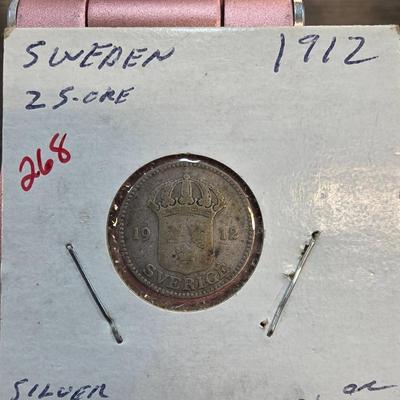 SWEDEN 1912
25-ORE
268
19 12
SVERIGE
SILVER